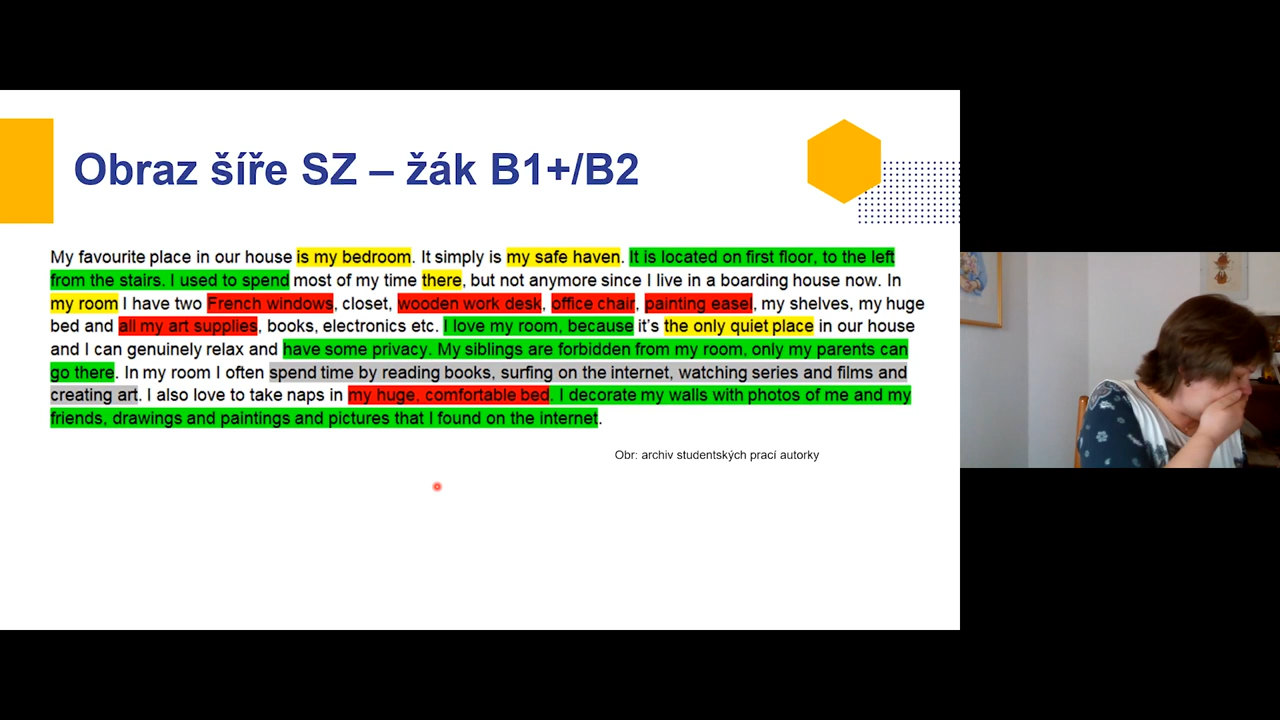 Obraz šíře SZ – žák B1+/B2
My favourite place in our house is my bedroom. It simply is my safe haven. It is located on first floor, to the left
from the stairs. I used to spend most of my time there, but not anymore since I live in a boarding house now. In
my room I have two French windows, closet, wooden work desk, office chair, painting easel, my shelves, my huge
bed and all my art supplies, books, electronics etc. I love my room, because it's the only quiet place in our house
and I can genuinely relax and have some privacy. My siblings are forbidden from my room, only my parents can
go there. In my room I often spend time by reading books, surfing on the internet, watching series and films and
creating art. I also love to take naps in my huge, comfortable bed. I decorate my walls with photos of me and my
friends, drawings and paintings and pictures that I found on the internet.
Obr: archiv studentských prací autorky